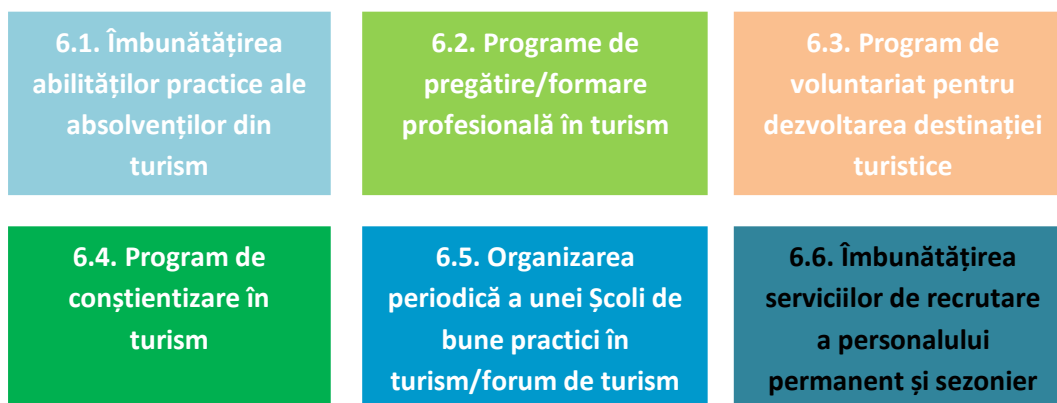 6.1. Îmbunătățirea
abilităților practice ale
absolvenților din
turism
6.2. Programe de
pregătire/formare
profesională în turism
6.3. Program de
voluntariat pentru
dezvoltarea destinației
turistice
6.4. Program de
conștientizare în
turism
6.5. Organizarea
periodică a unei Școli de
bune practici în
turism/forum de turism
6.6. Îmbunătățirea
serviciilor de recrutare
a personalului
permanent și sezonier